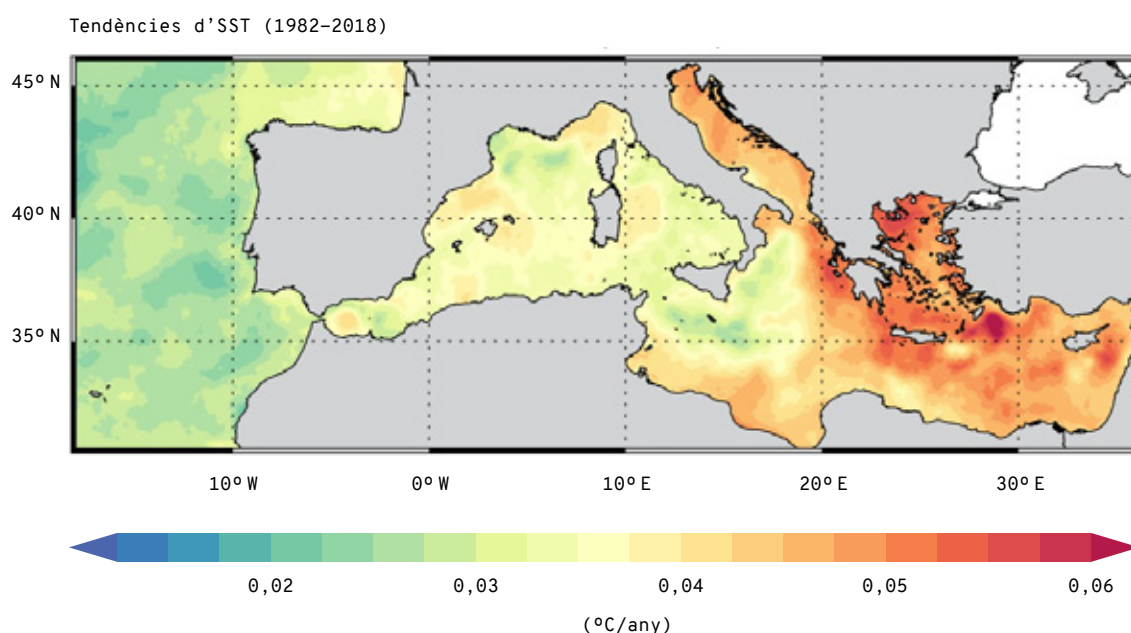 Tendències d’SST (1982–2018)
45º N
40º N
35º N
10º W
0º W
10º E
20º E
30º E
0,02
0,03
0,04
0,05
0,06
(ºC/any)